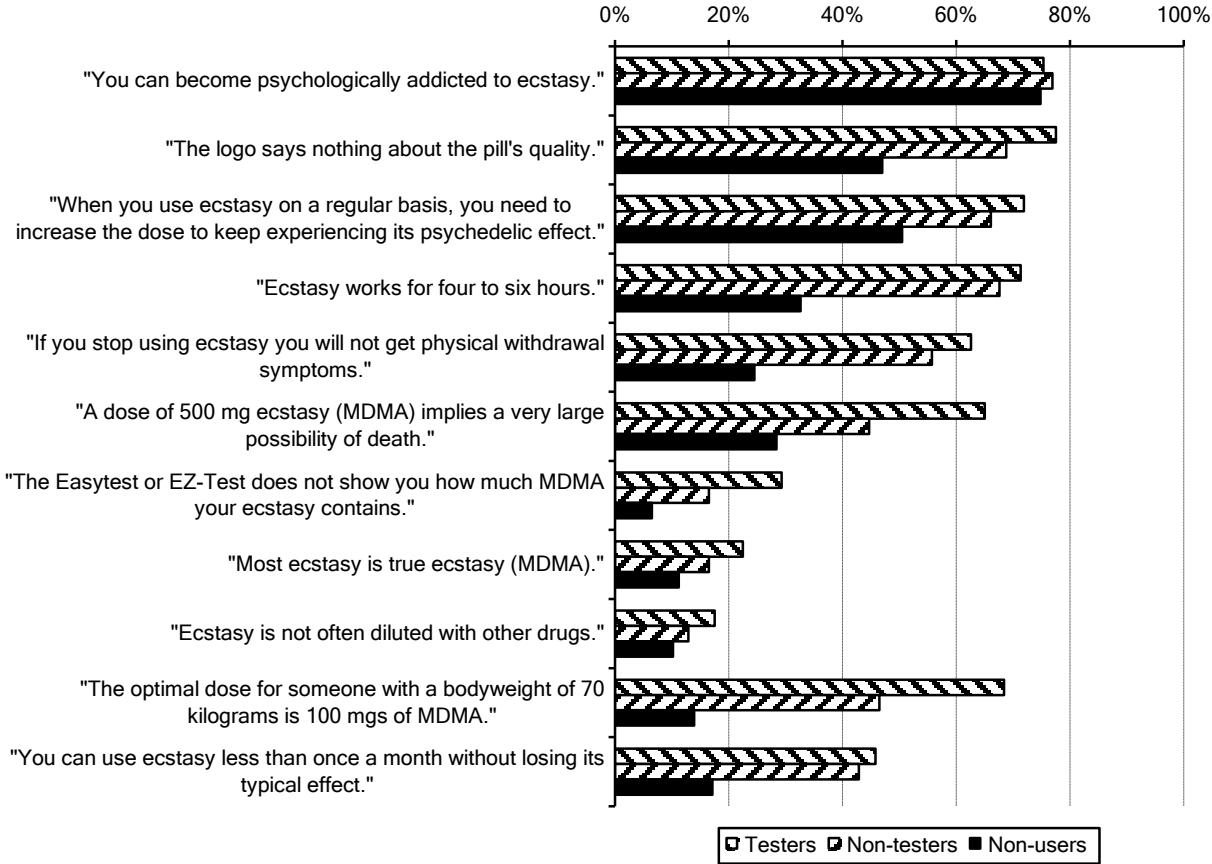 0% 20% 40% 60% 80% 100%
"You can become psychologically addicted to ecstasy."
"The logo says nothing about the pill's quality."
"When you use ecstasy on a regular basis, you need to
increase the dose to keep experiencing its psychedelic effect."
"Ecstasy works for four to six hours."
"If you stop using ecstasy you will not get physical withdrawal
symptoms."
"A dose of 500 mg ecstasy (MDMA) implies a very large
possibility of death."
"The Easytest or EZ-Test does not show you how much MDMA
your ecstasy contains."
"Most ecstasy is true ecstasy (MDMA)."
"Ecstasy is not often diluted with other drugs."
"The optimal dose for someone with a bodyweight of 70
kilograms is 100 mgs of MDMA."
"You can use ecstasy less than once a month without losing its
typical effect."
Testers Non-testers Non-users